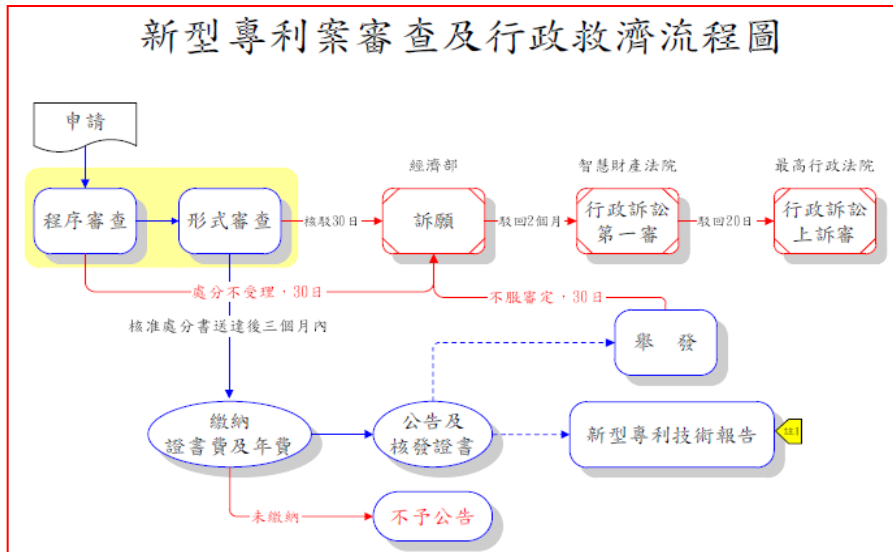 新型專利案審查及行政救濟流程圖
申請
經濟部
智慧財產法院
最高行政法院
程序審查
形式審查
核駁30日
訴願
駁回2個月
行政訴訟
第一審
駁回20日
行政訴訟
上訴審
處分不受理，30日
不服審定，30日
核准處分書送達後三個月內
舉 發
繳納
證書費及年費
公告及
核發證書
新型專利技術報告
未繳納
不予公告